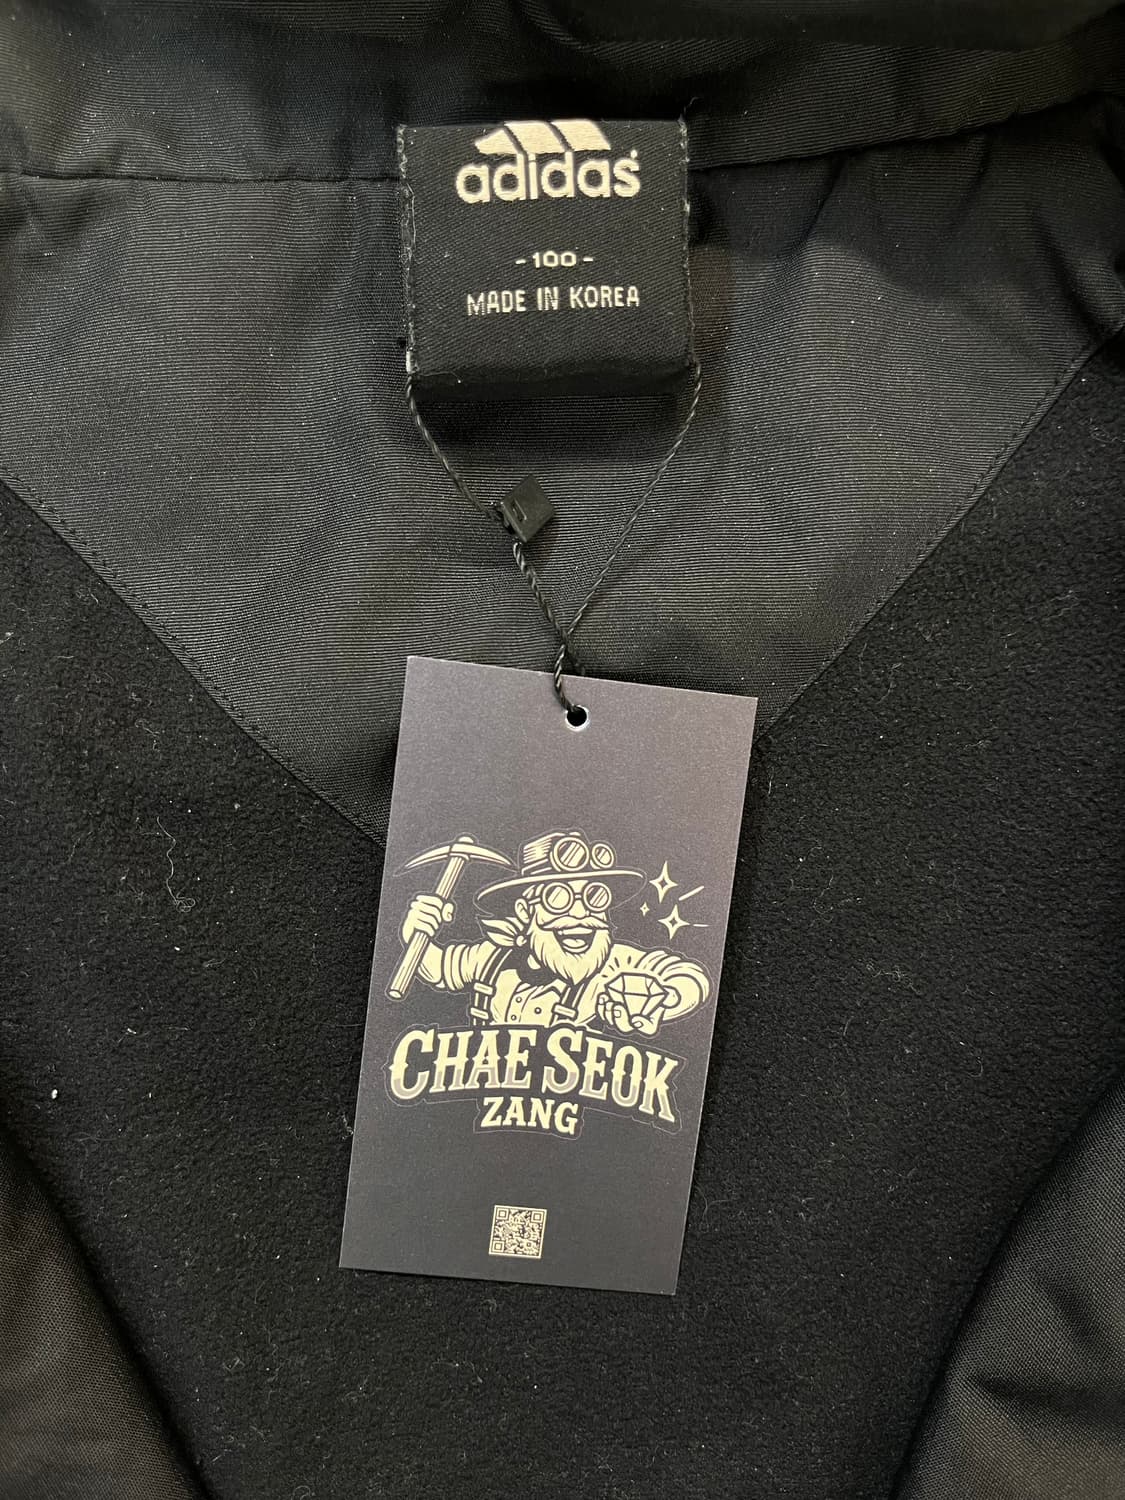 adidas
- 100 -
MADE IN KOREA
CHAE SEOK
ZANG